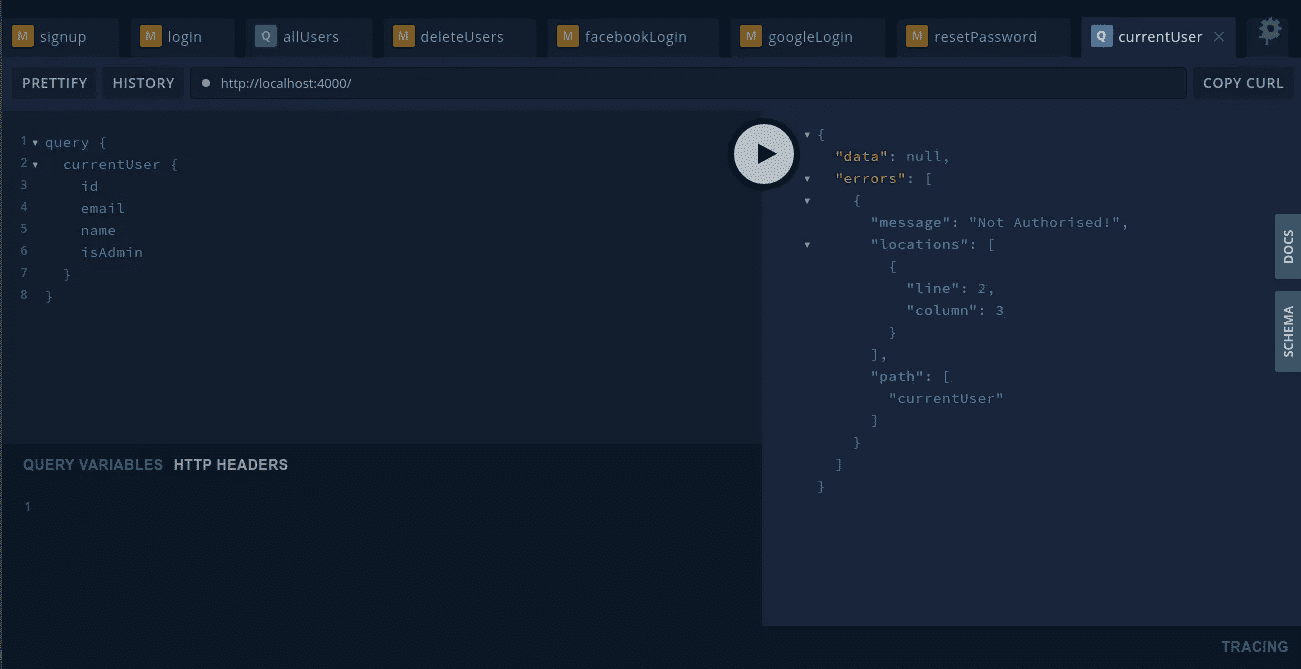 M signup M login Q allUsers M deleteUsers M facebookLogin M googleLogin M resetPassword Q currentUser ×
PRETTIFY HISTORY http://localhost:4000/ COPY CURL
1 query {
2 currentUser {
3 id
4 email
5 name
6 isAdmin
7 }
8 }
{
"data": null,
"errors": [
{
"message": "Not Authorised!",
"locations": [
{
"line": 2,
"column": 3
}
],
"path": [
"currentUser"
]
}
]
}
DOCS
SCHEMA
QUERY VARIABLES HTTP HEADERS
1
TRACING